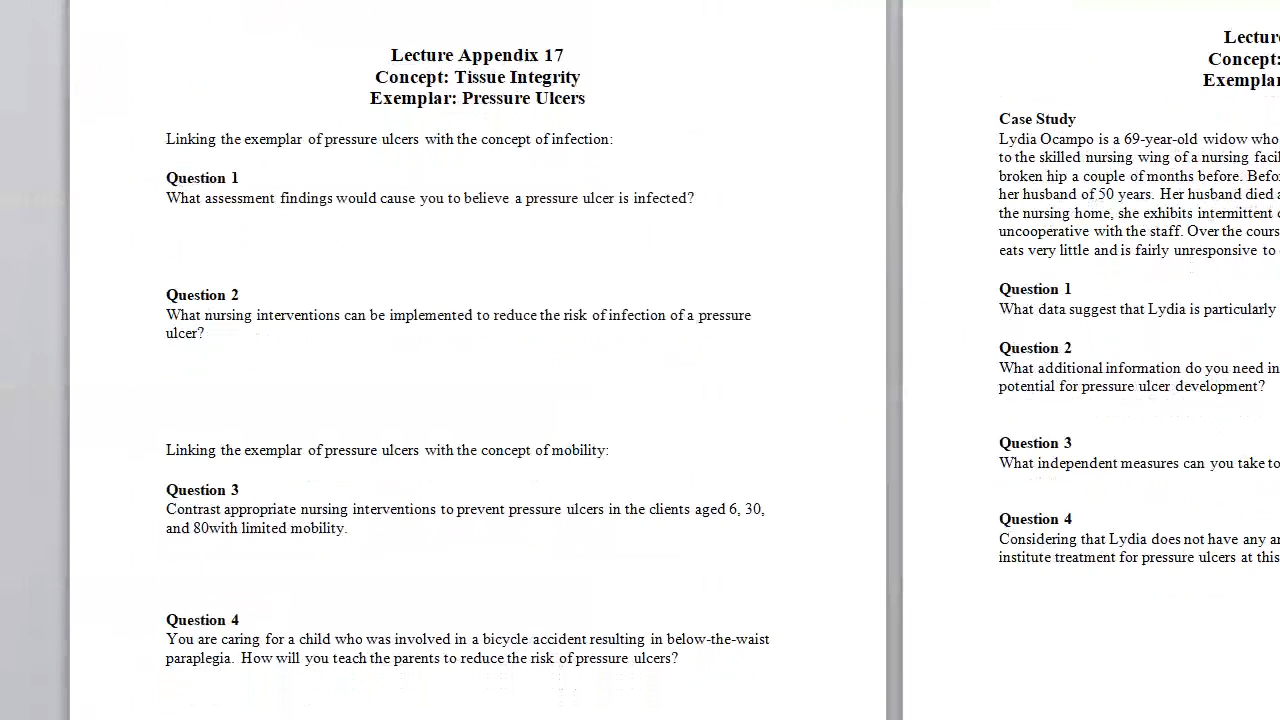 Lecture Appendix 17
Concept: Tissue Integrity
Exemplar: Pressure Ulcers
Linking the exemplar of pressure ulcers with the concept of infection:
Question 1
What assessment findings would cause you to believe a pressure ulcer is infected?
Question 2
What nursing interventions can be implemented to reduce the risk of infection of a pressure
ulcer?
Linking the exemplar of pressure ulcers with the concept of mobility:
Question 3
Contrast appropriate nursing interventions to prevent pressure ulcers in the clients aged 6, 30,
and 80with limited mobility.
Question 4
You are caring for a child who was involved in a bicycle accident resulting in below-the-waist
paraplegia. How will you teach the parents to reduce the risk of pressure ulcers?
Lectur
Concept:
Exemplar
Case Study
Lydia Ocampo is a 69-year-old widow who
to the skilled nursing wing of a nursing facil
broken hip a couple of months before. Befo
her husband of 50 years. Her husband died a
the nursing home, she exhibits intermittent
uncooperative with the staff. Over the cours
eats very little and is fairly unresponsive to
Question 1
What data suggest that Lydia is particularly
Question 2
What additional information do you need in
potential for pressure ulcer development?
Question 3
What independent measures can you take to
Question 4
Considering that Lydia does not have any ar
institute treatment for pressure ulcers at this